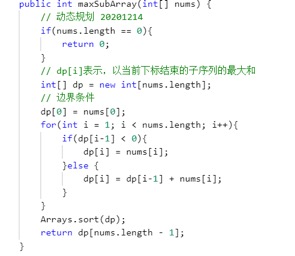 public int maxSubArray(int[] nums) {
// 动态规划 20201214
if(nums.length == 0){
return 0;
}
// dp[i]表示，以当前下标结束的子序列的最大和
int[] dp = new int[nums.length];
// 边界条件
dp[0] = nums[0];
for(int i = 1; i < nums.length; i++){
if(dp[i-1] < 0){
dp[i] = nums[i];
}else {
dp[i] = dp[i-1] + nums[i];
}
}
Arrays.sort(dp);
return dp[nums.length - 1];
}